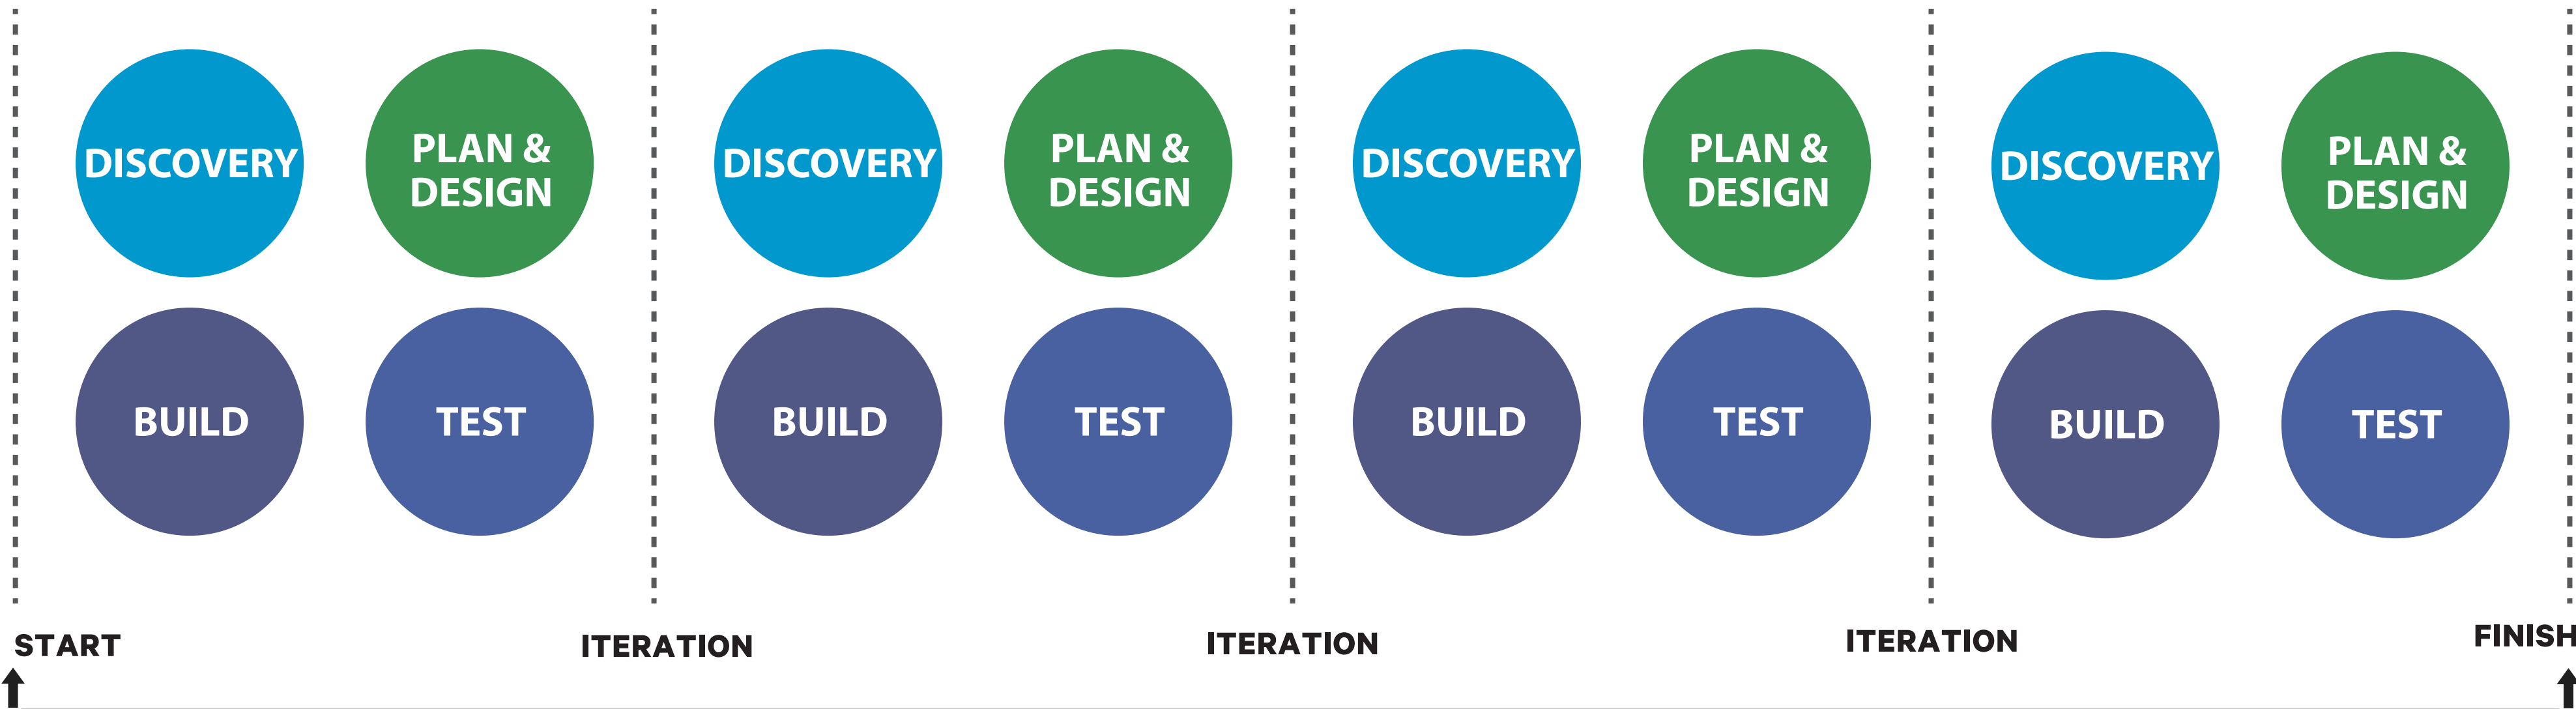 DISCOVERY
PLAN &
DESIGN
BUILD
TEST
DISCOVERY
PLAN &
DESIGN
BUILD
TEST
DISCOVERY
PLAN &
DESIGN
BUILD
TEST
DISCOVERY
PLAN &
DESIGN
BUILD
TEST
START
ITERATION
ITERATION
ITERATION
FINISH